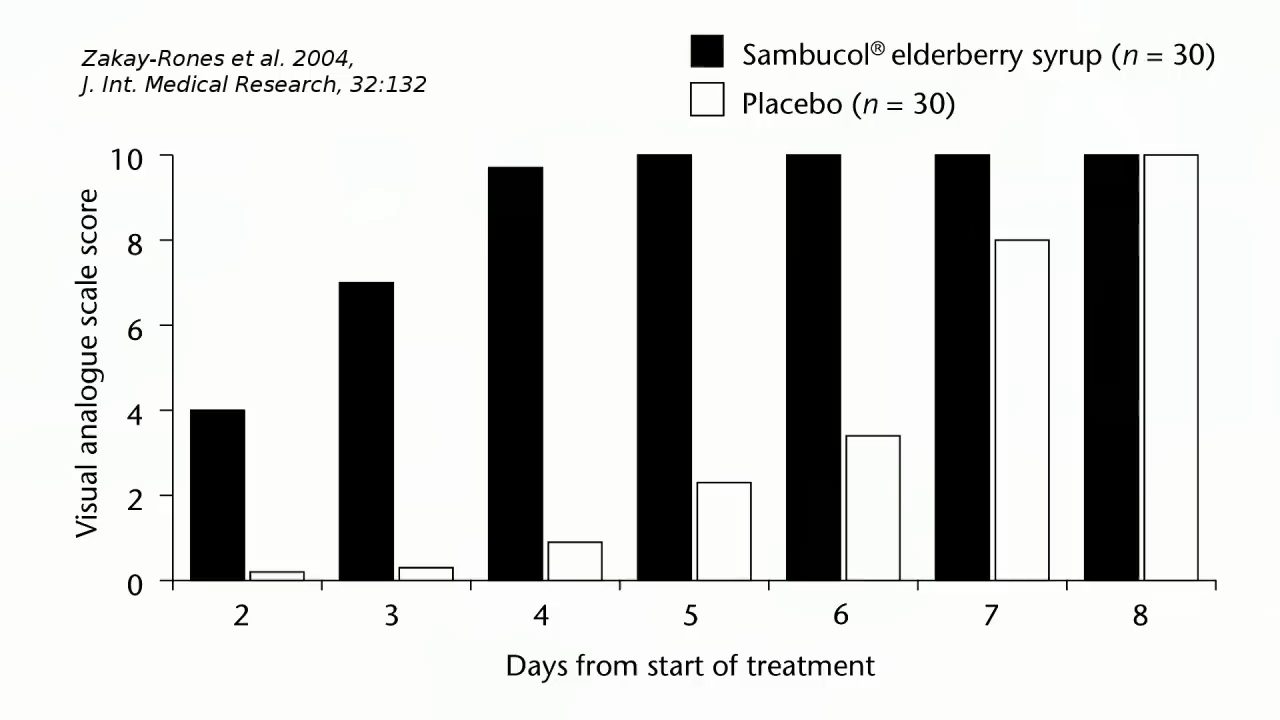 Zakay-Rones et al. 2004,
J. Int. Medical Research, 32:132
Sambucol® elderberry syrup (n = 30)
Placebo (n = 30)
Visual analogue scale score
10
8
6
4
2
0
2 3 4 5 6 7 8
Days from start of treatment